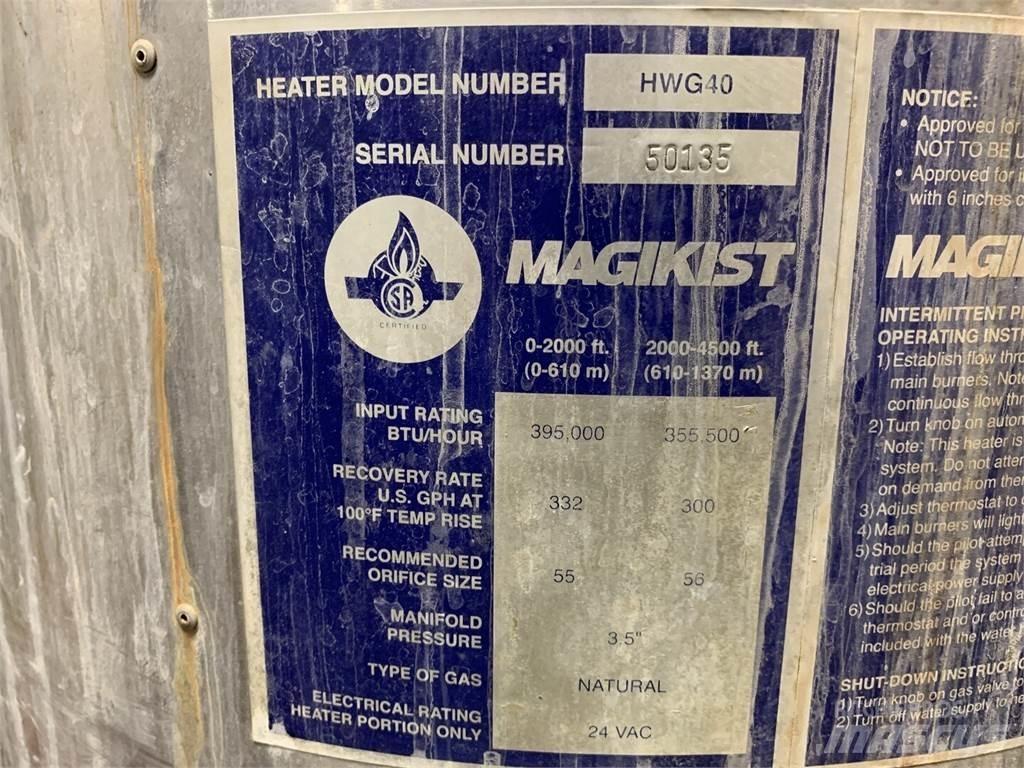 HEATER MODEL NUMBER HWG40
SERIAL NUMBER 50135
CSA
CERTIFIED
MAGIKIST
0-2000 ft. 2000-4500 ft.
(0-610 m) (610-1370 m)
INPUT RATING
BTU/HOUR 395,000 355,500
RECOVERY RATE
U.S. GPH AT 332 300
100°F TEMP RISE
RECOMMENDED
ORIFICE SIZE 55 56
MANIFOLD
PRESSURE 3.5"
TYPE OF GAS NATURAL
ELECTRICAL RATING
HEATER PORTION ONLY 24 VAC
NOTICE:
• Approved for
NOT TO BE
• Approved for
with 6 inches
MAGI
INTERMITTENT
OPERATING
1) Establish flow
main burners. Note
continuous flow
2) Turn knob on
Note: This heater is
system. Do not
on demand from
3) Adjust thermostat to
4) Main burners will light
5) Should the pilot
trial period the system
electrical power supply
6) Should the pilot fail to
thermostat and/or
included with the
SHUT-DOWN
1) Turn knob on gas valve to
2) Turn off water supply to
MASCUS